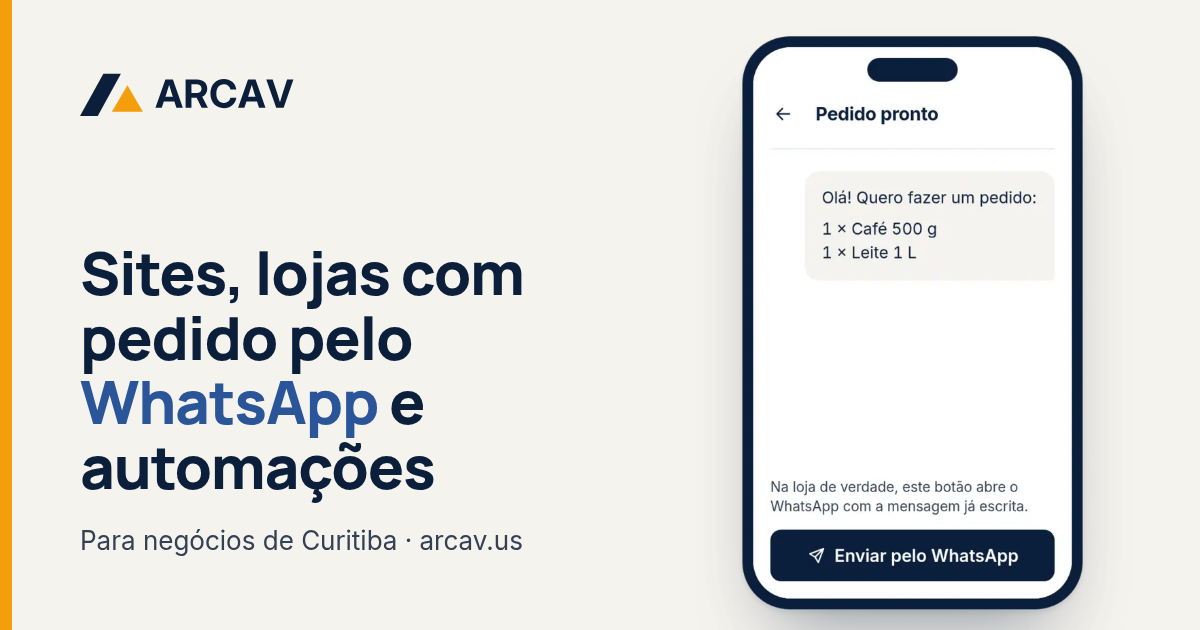 ARCAV
Sites, lojas com
pedido pelo
WhatsApp e
automações
Para negócios de Curitiba · arcav.us
Pedido pronto
Olá! Quero fazer um pedido:
1 × Café 500 g
1 × Leite 1 L
Na loja de verdade, este botão abre o
WhatsApp com a mensagem já escrita.
Enviar pelo WhatsApp